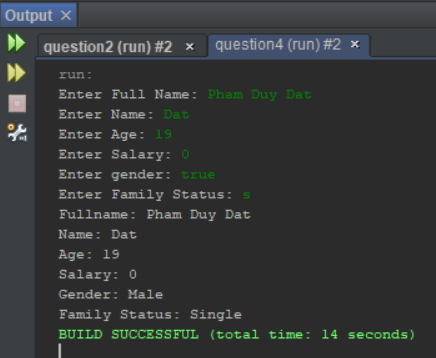 Output ×
question2 (run) #2 × question4 (run) #2 ×
run:
Enter Full Name: Pham Duy Dat
Enter Name: Dat
Enter Age: 19
Enter Salary: 0
Enter gender: true
Enter Family Status: s
Fullname: Pham Duy Dat
Name: Dat
Age: 19
Salary: 0
Gender: Male
Family Status: Single
BUILD SUCCESSFUL (total time: 14 seconds)